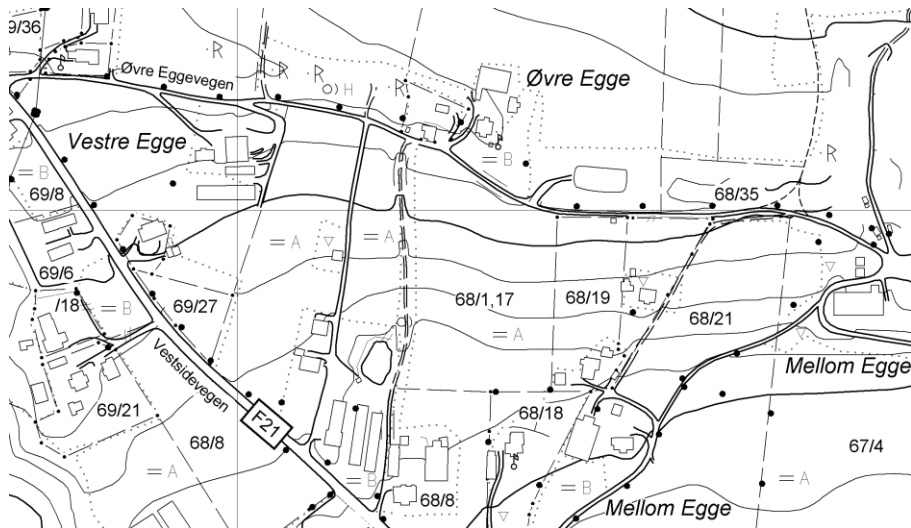 9/36
Øvre Eggevegen
R
R
R
H
Øvre Egge
Vestre Egge
= B
69/8
= B
68/35
R
= A
= A
69/6
/18
= B
69/27
68/1,17
68/19
68/21
= A
Vestsidevegen
Mellom Egge
69/21
68/8
F21
68/18
67/4
= A
= B
68/8
= B
= A
Mellom Egge